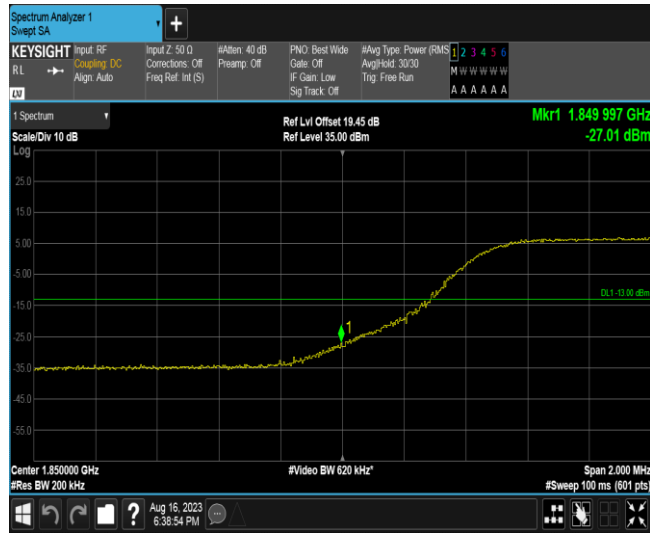 Spectrum Analyzer 1
Swept SA
+
KEYSIGHT
RL
LXI
Input: RF
Coupling: DC
Align: Auto
Input Z: 50 Ω
Corrections: Off
Freq Ref: Int (S)
#Atten: 40 dB
Preamp: Off
PNO: Best Wide
Gate: Off
IF Gain: Low
Sig Track: Off
#Avg Type: Power (RMS
Avg|Hold: 30/30
Trig: Free Run
1 2 3 4 5 6
M W W W W W
A A A A A A
1 Spectrum
Scale/Div 10 dB
Log
Ref Lvl Offset 19.45 dB
Ref Level 35.00 dBm
Mkr1 1.849 997 GHz
-27.01 dBm
25.0
15.0
5.00
-5.00
-15.0
-25.0
-35.0
-45.0
-55.0
DL1 -13.00 dBm
1
Center 1.850000 GHz
#Res BW 200 kHz
#Video BW 620 kHz*
Span 2.000 MHz
#Sweep 100 ms (601 pts)
?
Aug 16, 2023
6:38:54 PM